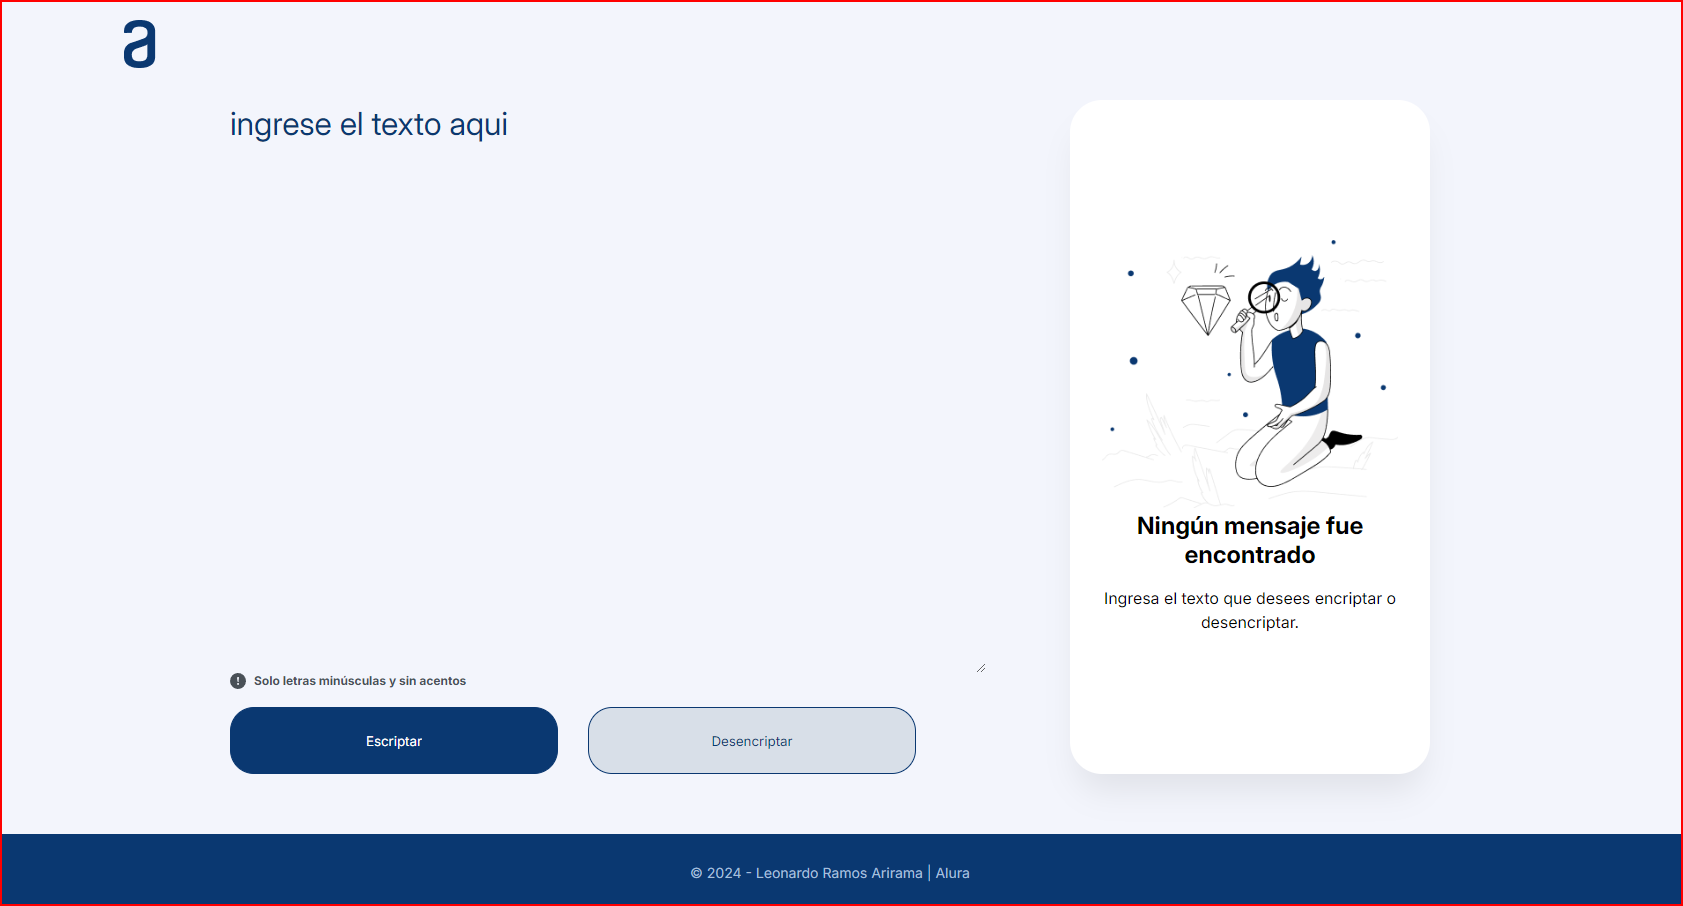 a
ingrese el texto aqui
Ningún mensaje fue
encontrado
Ingresa el texto que desees encriptar o
desencriptar.
Solo letras minúsculas y sin acentos
Escriptar
Desencriptar
© 2024 - Leonardo Ramos Arirama | Alura